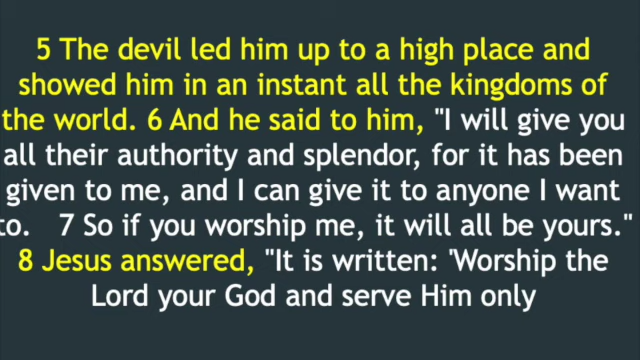 5 The devil led him up to a high place and
showed him in an instant all the kingdoms of
the world. 6 And he said to him, "I will give you
all their authority and splendor, for it has been
given to me, and I can give it to anyone I want
to. 7 So if you worship me, it will all be yours."
8 Jesus answered, "It is written: 'Worship the
Lord your God and serve Him only